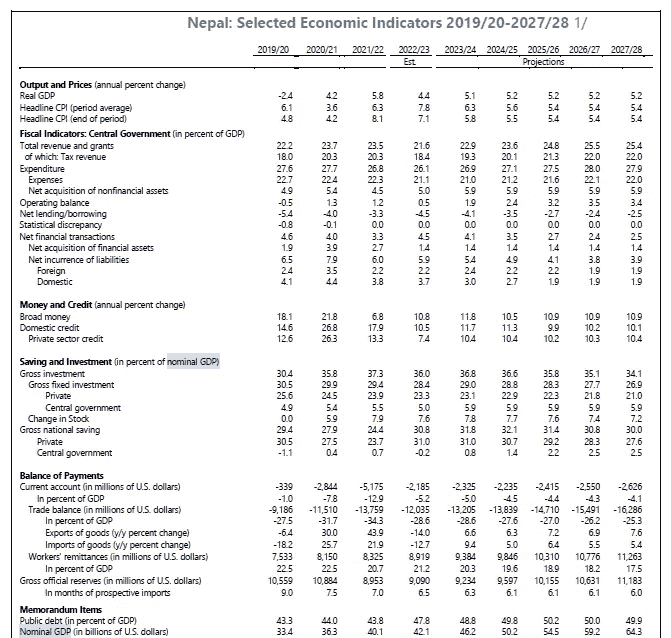 Nepal: Selected Economic Indicators 2019/20-2027/28 1/
2019/20 2020/21 2021/22 2022/23 2023/24 2024/25 2025/26 2026/27 2027/28
Est. Projections
Output and Prices (annual percent change)
Real GDP -2.4 4.2 5.8 4.4 5.1 5.2 5.2 5.2 5.2
Headline CPI (period average) 6.1 3.6 6.3 7.8 6.3 5.6 5.4 5.4 5.4
Headline CPI (end of period) 4.8 4.2 8.1 7.1 5.8 5.5 5.4 5.4 5.4
Fiscal Indicators: Central Government (in percent of GDP)
Total revenue and grants 22.2 23.7 23.5 21.6 22.9 23.6 24.8 25.5 25.4
of which: Tax revenue 18.0 20.3 20.3 18.4 19.3 20.1 21.3 22.0 22.0
Expenditure 27.6 27.7 26.8 26.1 26.9 27.1 27.5 28.0 27.9
Expenses 22.7 22.4 22.3 21.1 21.0 21.2 21.6 22.1 22.0
Net acquisition of nonfinancial assets 4.9 5.4 4.5 5.0 5.9 5.9 5.9 5.9 5.9
Operating balance -0.5 1.3 1.2 0.5 1.9 2.4 3.2 3.5 3.4
Net lending/borrowing -5.4 -4.0 -3.3 -4.5 -4.1 -3.5 -2.7 -2.4 -2.5
Statistical discrepancy -0.8 -0.1 0.0 0.0 0.0 0.0 0.0 0.0 0.0
Net financial transactions 4.6 4.0 3.3 4.5 4.1 3.5 2.7 2.4 2.5
Net acquisition of financial assets 1.9 3.9 2.7 1.4 1.4 1.4 1.4 1.4 1.4
Net incurrence of liabilities 6.5 7.9 6.0 5.9 5.4 4.9 4.1 3.8 3.9
Foreign 2.4 3.5 2.2 2.2 2.4 2.2 2.2 1.9 1.9
Domestic 4.1 4.4 3.8 3.7 3.0 2.7 1.9 1.9 1.9
Money and Credit (annual percent change)
Broad money 18.1 21.8 6.8 10.8 11.8 10.5 10.9 10.9 10.9
Domestic credit 14.6 26.8 17.9 10.5 11.7 11.3 9.9 10.2 10.1
Private sector credit 12.6 26.3 13.3 7.4 10.4 10.4 10.2 10.3 10.4
Saving and Investment (in percent of nominal GDP)
Gross investment 30.4 35.8 37.3 36.0 36.8 36.6 35.8 35.1 34.1
Gross fixed investment 30.5 29.9 29.4 28.4 29.0 28.8 28.3 27.7 26.9
Private 25.6 24.5 23.9 23.3 23.1 22.9 22.3 21.8 21.0
Central government 4.9 5.4 5.5 5.0 5.9 5.9 5.9 5.9 5.9
Change in Stock 0.0 5.9 7.9 7.6 7.8 7.7 7.6 7.4 7.2
Gross national saving 29.4 27.9 24.4 30.8 31.8 32.1 31.4 30.8 30.0
Private 30.5 27.5 23.7 31.0 31.0 30.7 29.2 28.3 27.6
Central government -1.1 0.4 0.7 -0.2 0.8 1.4 2.2 2.5 2.5
Balance of Payments
Current account (in millions of U.S. dollars) -339 -2,844 -5,175 -2,185 -2,325 -2,235 -2,415 -2,550 -2,626
In percent of GDP -1.0 -7.8 -12.9 -5.2 -5.0 -4.5 -4.4 -4.3 -4.1
Trade balance (in millions of U.S. dollars) -9,186 -11,510 -13,759 -12,035 -13,205 -13,839 -14,710 -15,491 -16,286
In percent of GDP -27.5 -31.7 -34.3 -28.6 -28.6 -27.6 -27.0 -26.2 -25.3
Exports of goods (y/y percent change) -6.4 30.0 43.9 -14.0 6.6 6.3 7.2 6.9 7.6
Imports of goods (y/y percent change) -18.2 25.7 21.9 -12.7 9.4 5.0 6.4 5.5 5.4
Workers' remittances (in millions of U.S. dollars) 7,533 8,150 8,325 8,919 9,384 9,846 10,310 10,776 11,263
In percent of GDP 22.5 22.5 20.7 21.2 20.3 19.6 18.9 18.2 17.5
Gross official reserves (in millions of U.S. dollars) 10,559 10,884 8,953 9,090 9,234 9,597 10,155 10,631 11,183
In months of prospective imports 9.0 7.5 7.0 6.5 6.3 6.1 6.1 6.1 6.0
Memorandum Items
Public debt (in percent of GDP) 43.3 44.0 43.8 47.8 48.8 49.8 50.2 50.0 49.9
Nominal GDP (in billions of U.S. dollars) 33.4 36.3 40.1 42.1 46.2 50.2 54.5 59.2 64.3